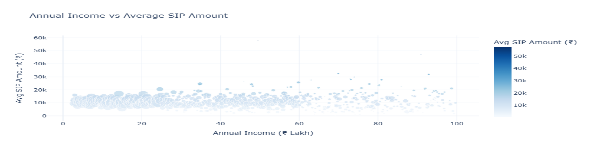 Annual Income vs Average SIP Amount
Avg SIP Amount (₹)
60k
50k
40k
30k
20k
10k
0
0
20
40
60
80
100
Annual Income (₹ Lakh)
Avg SIP Amount (₹)
50k
40k
30k
20k
10k